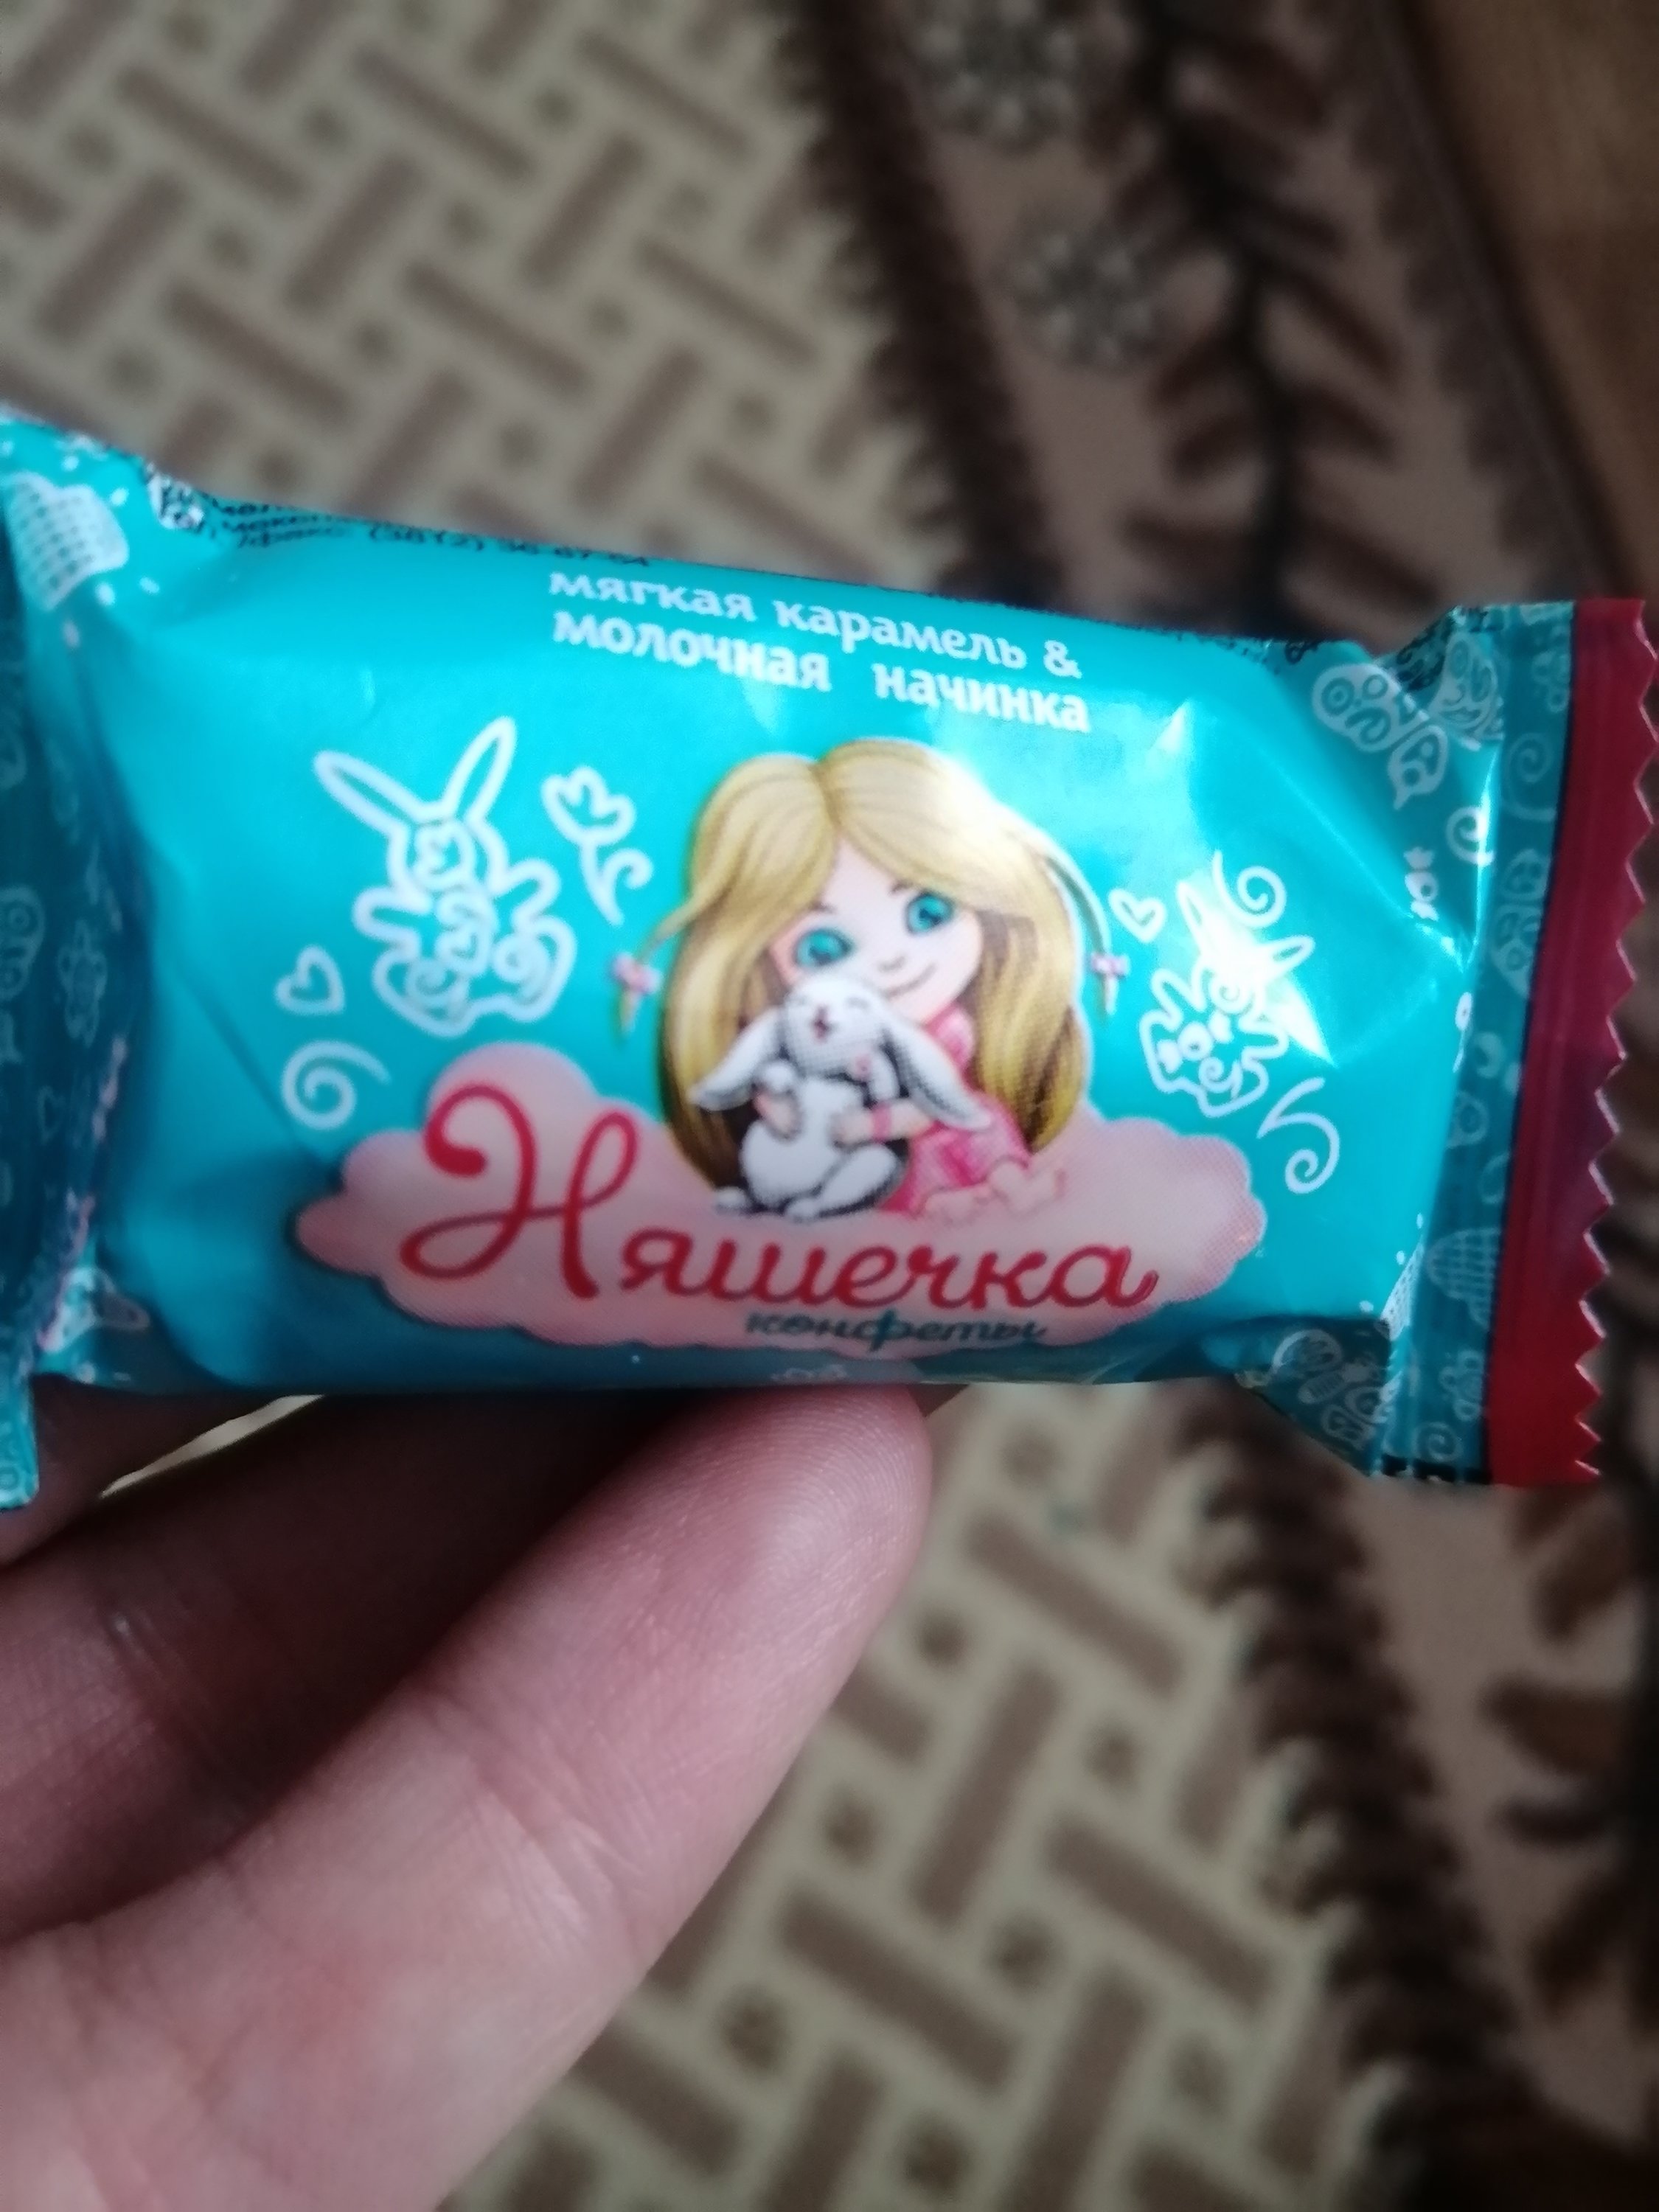 мягкая карамель &
молочная начинка
Няшечка
конфеты